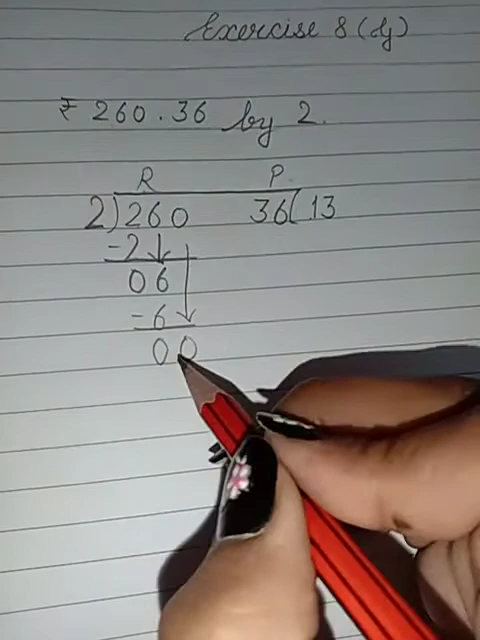 Exercise 8(d)
₹ 260.36 by 2.
R P.
2)260 36(13
-2
06
-6
00